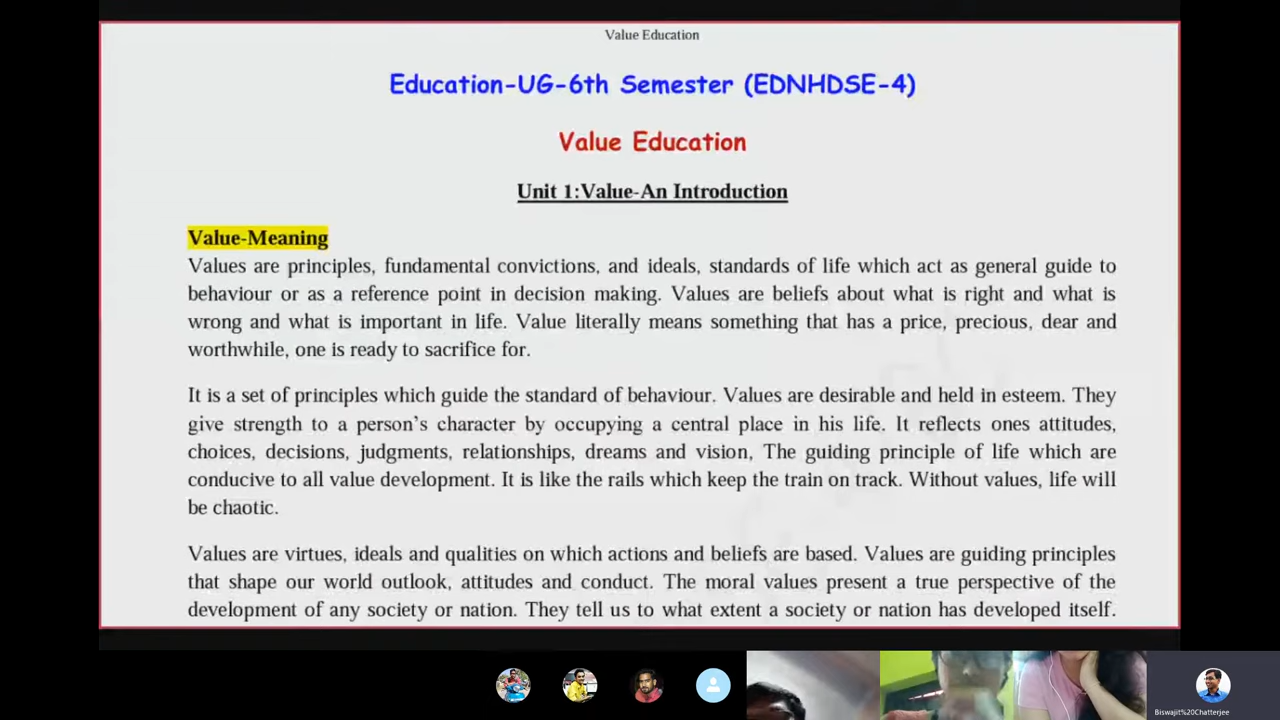 Value Education
Education-UG-6th Semester (EDNHDSE-4)
Value Education
Unit 1:Value-An Introduction
Value-Meaning
Values are principles, fundamental convictions, and ideals, standards of life which act as general guide to
behaviour or as a reference point in decision making. Values are beliefs about what is right and what is
wrong and what is important in life. Value literally means something that has a price, precious, dear and
worthwhile, one is ready to sacrifice for.
It is a set of principles which guide the standard of behaviour. Values are desirable and held in esteem. They
give strength to a person’s character by occupying a central place in his life. It reflects ones attitudes,
choices, decisions, judgments, relationships, dreams and vision, The guiding principle of life which are
conducive to all value development. It is like the rails which keep the train on track. Without values, life will
be chaotic.
Values are virtues, ideals and qualities on which actions and beliefs are based. Values are guiding principles
that shape our world outlook, attitudes and conduct. The moral values present a true perspective of the
development of any society or nation. They tell us to what extent a society or nation has developed itself.
Biswajit%20Chatterjee